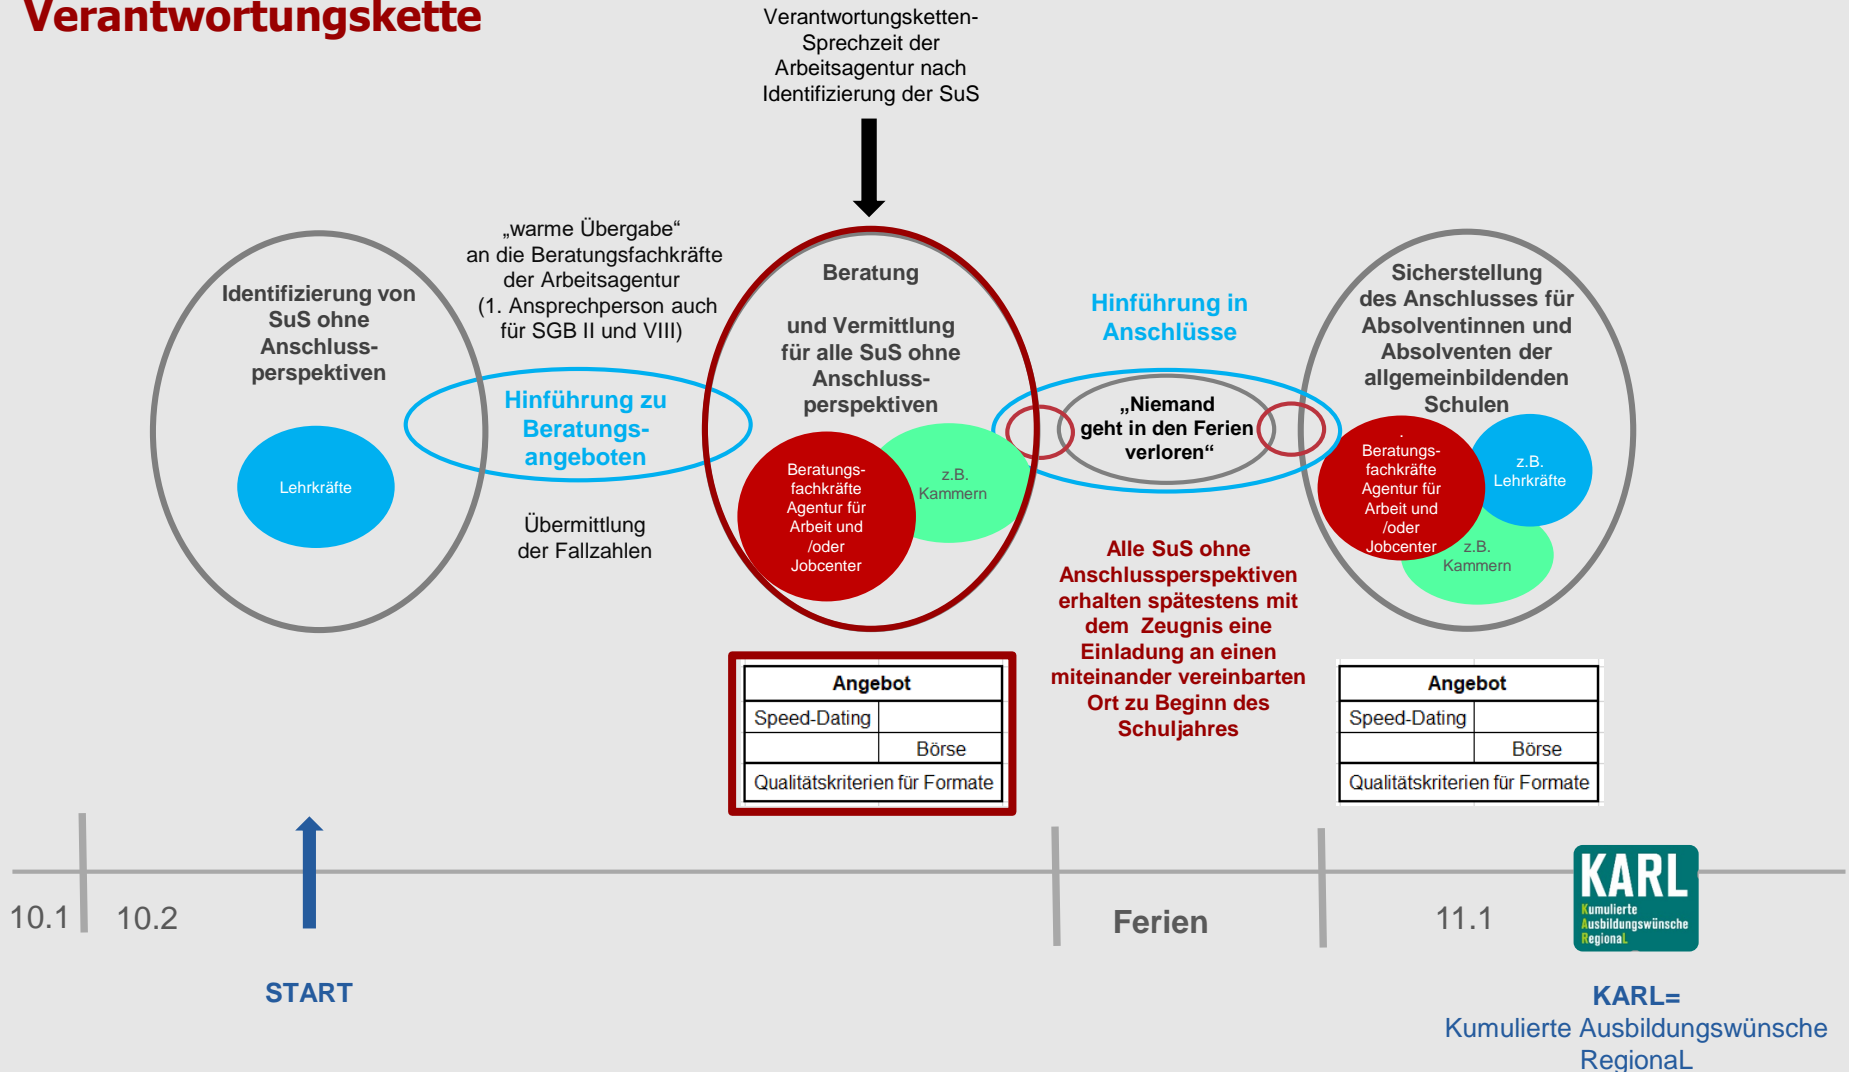 Verantwortungskette
Verantwortungsketten-
Sprechzeit der
Arbeitsagentur nach
Identifizierung der SuS
Identifizierung von
SuS ohne
Anschluss-
perspektiven
Lehrkräfte
„warme Übergabe“
an die Beratungsfachkräfte
der Arbeitsagentur
(1. Ansprechperson auch
für SGB II und VIII)
Hinführung zu
Beratungs-
angeboten
Übermittlung
der Fallzahlen
Beratung
und Vermittlung
für alle SuS ohne
Anschluss-
perspektiven
Beratungs-
fachkräfte
Agentur für
Arbeit und
/oder
Jobcenter
z.B.
Kammern
Hinführung in
Anschlüsse
„Niemand
geht in den Ferien
verloren“
Alle SuS ohne
Anschlussperspektiven
erhalten spätestens mit
dem Zeugnis eine
Einladung an einen
miteinander vereinbarten
Ort zu Beginn des
Schuljahres
Sicherstellung
des Anschlusses für
Absolventinnen und
Absolventen der
allgemeinbildenden
Schulen
.
Beratungs-
fachkräfte
Agentur für
Arbeit und
/oder
Jobcenter
z.B.
Lehrkräfte
z.B.
Kammern
Angebot
Speed-Dating
Börse
Qualitätskriterien für Formate
Angebot
Speed-Dating
Börse
Qualitätskriterien für Formate
10.1
10.2
Ferien
11.1
KARL
Kumulierte
Ausbildungswünsche
RegionaL
START
KARL=
Kumulierte Ausbildungswünsche
RegionaL